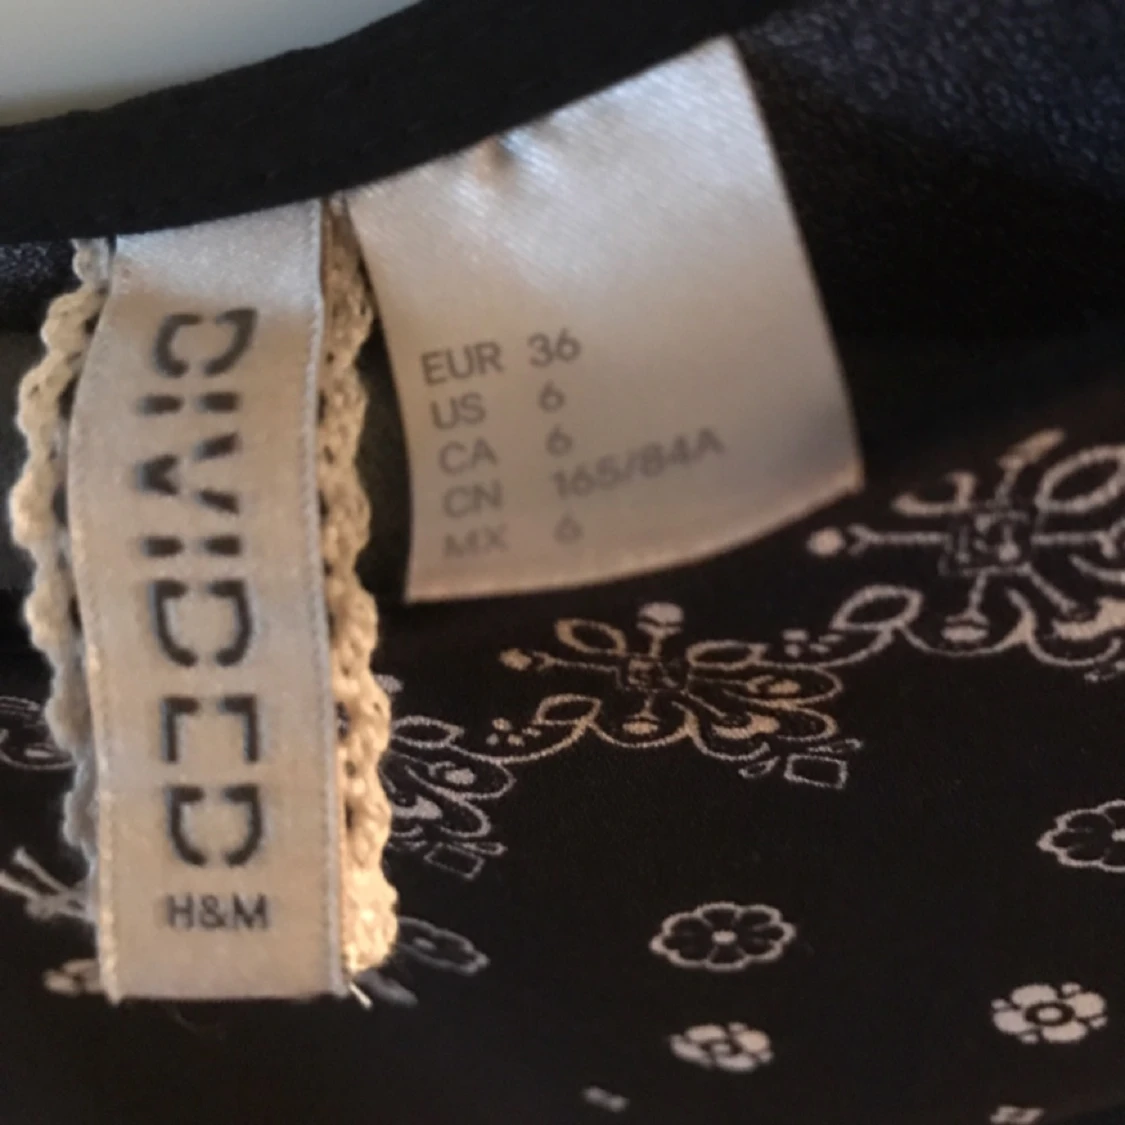 DIVIDED
H&M
EUR 36
US 6
CA 6
CN 165/84A
MX 6